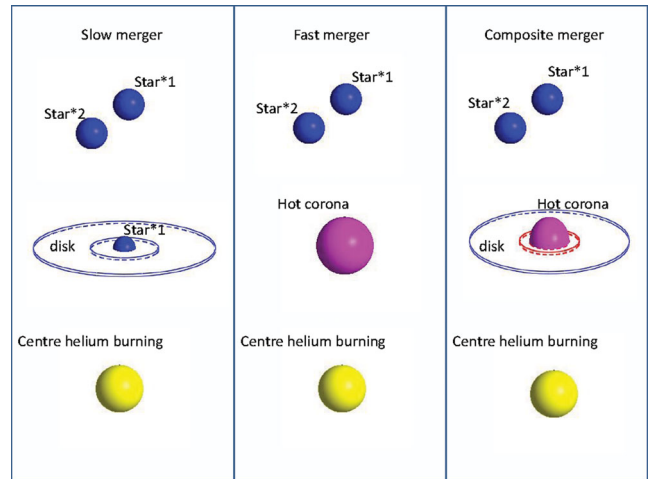 Slow merger
Star*1
Star*2
Star*1
disk
Centre helium burning
Fast merger
Star*1
Star*2
Hot corona
Centre helium burning
Composite merger
Star*1
Star*2
Hot corona
disk
Centre helium burning